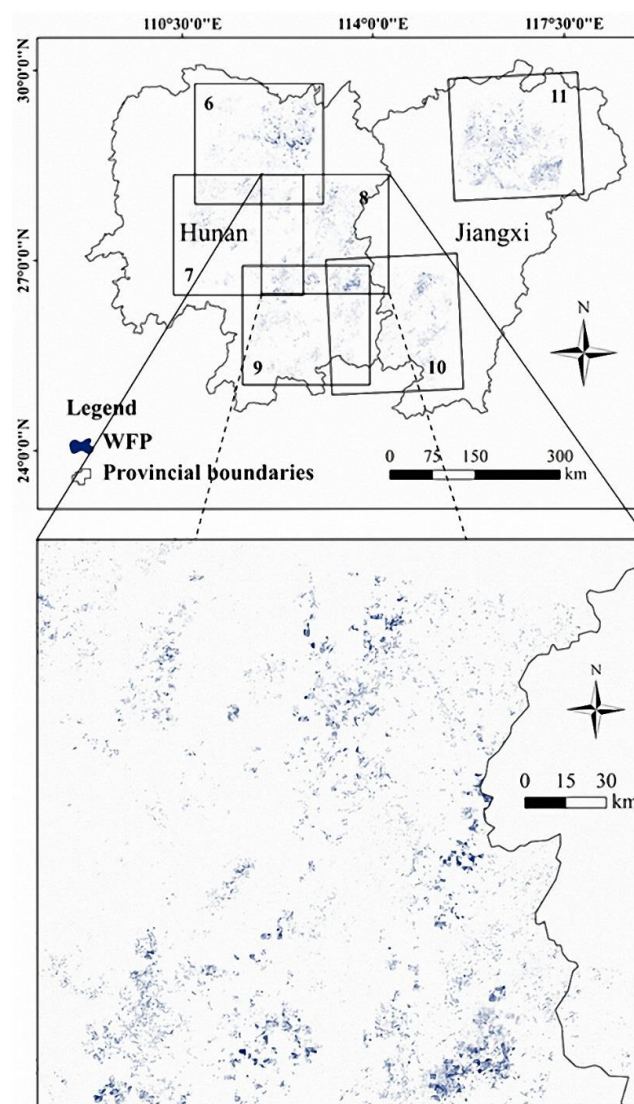 110°30'0"E 114°0'0"E 117°30'0"E
30°0'0"N
27°0'0"N
24°0'0"N
6
11
8
Hunan
Jiangxi
7
N
9
10
Legend
WFP
Provincial boundaries
0 75 150 300
km
N
0 15 30
km